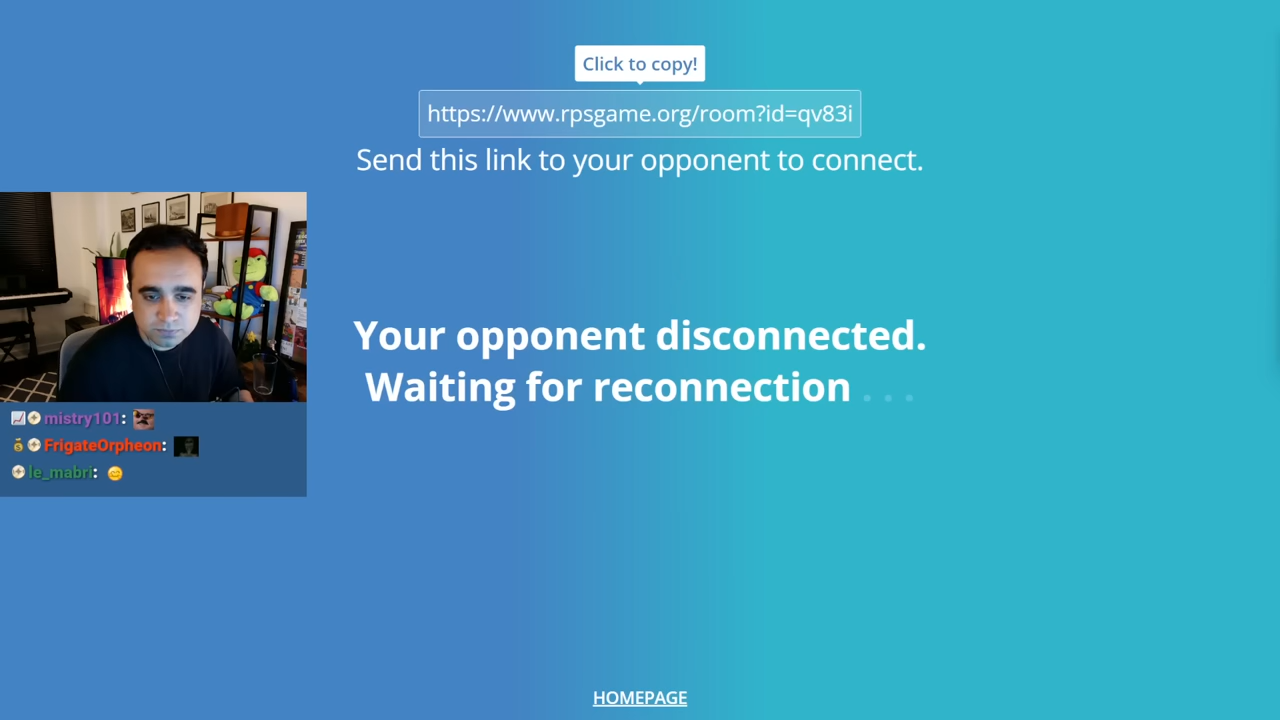 Click to copy!
https://www.rpsgame.org/room?id=qv83i
Send this link to your opponent to connect.
Your opponent disconnected.
Waiting for reconnection . . .
mistry101:
FrigateOrpheon:
le_mabri:
HOMEPAGE